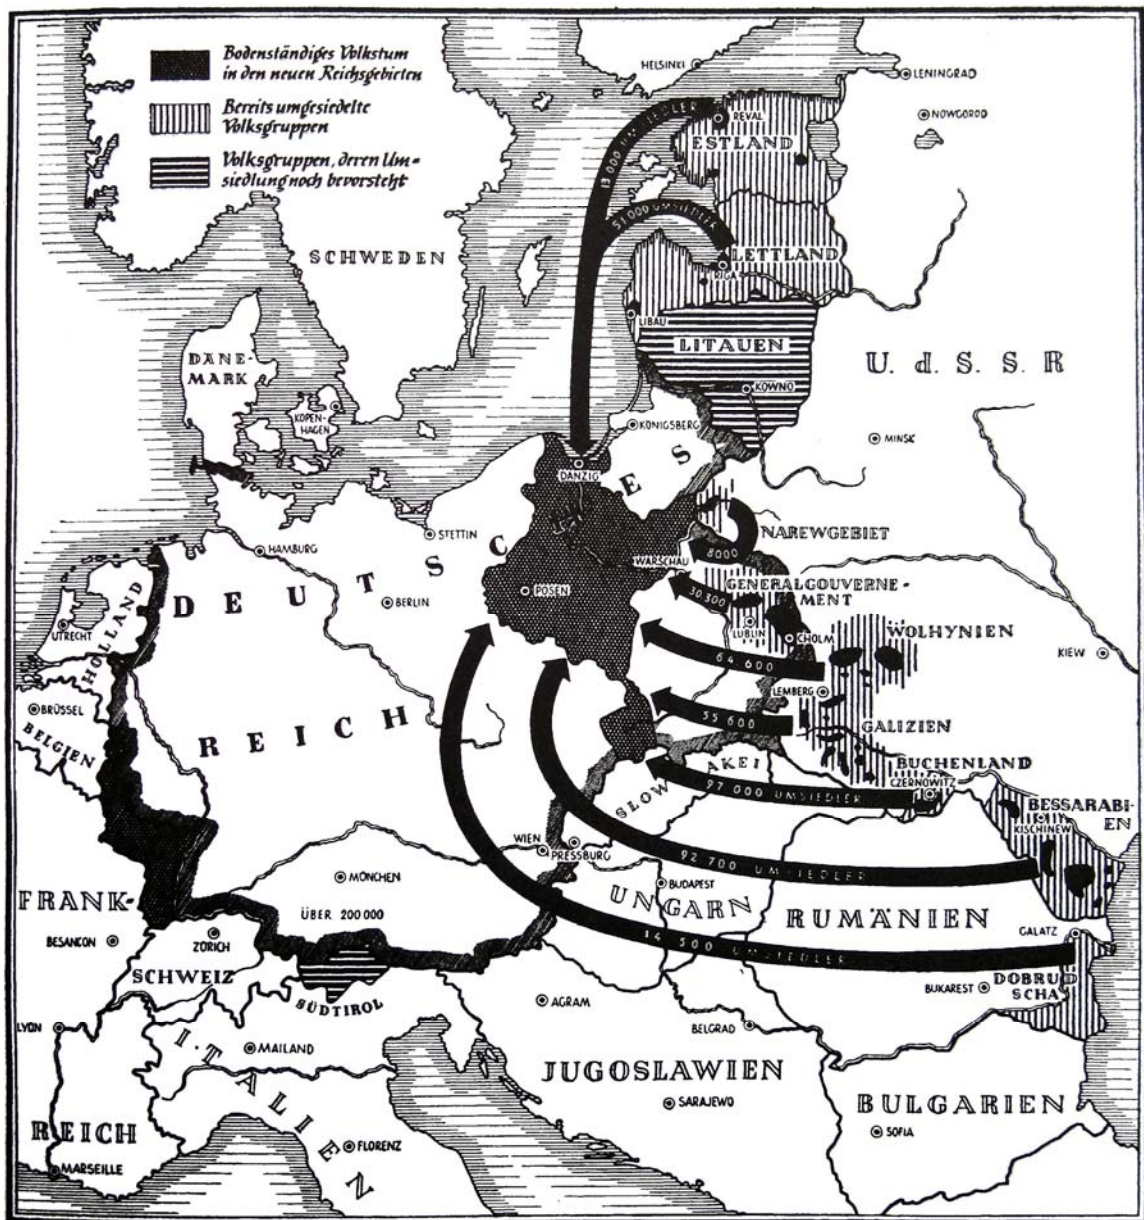 Bodenständiges Volkstum
in den neuen Reichsgebieten
Bereits umgesiedelte
Volksgruppen
Volksgruppen, deren Um=
siedlung noch bevorsteht
HELSINKI
LENINGRAD
NOWGOROD
REVAL
ESTLAND
13 000 UMSIEDLER
51 000 UMSIEDLER
SCHWEDEN
LETTLAND
RIGA
LIBAU
LITAUEN
DÄNE-
MARK
KOPEN-
HAGEN
U. d. S. S. R
KOWNO
KÖNIGSBERG
MINSK
DANZIG
STETTIN
HAMBURG
NAREWGEBIET
8000
WARSCHAU
GENERALGOUVERNE-
MENT
30 300
DEUTSCHES
BERLIN
POSEN
HOLLAND
UTRECHT
LUBLIN
CHOLM
WOLHYNIEN
KIEW
64 600
LEMBERG
BRÜSSEL
BELGIEN
REICH
55 600
GALIZIEN
SLOWAKEI
BUCHENLAND
CZERNOWITZ
97 000 UMSIEDLER
BESSARABI-
EN
KISCHINEW
WIEN
PRESSBURG
92 700 UMSIEDLER
MÜNCHEN
BUDAPEST
UNGARN
FRANK-
ÜBER 200 000
RUMÄNIEN
BESANCON
ZÜRICH
14 500 UMSIEDLER
GALATZ
SCHWEIZ
SÜDTIROL
DOBRUD
SCHA
BUKAREST
AGRAM
LYON
BELGRAD
MAILAND
ITALIEN
JUGOSLAWIEN
SARAJEWO
BULGARIEN
REICH
FLORENZ
SOFIA
MARSEILLE